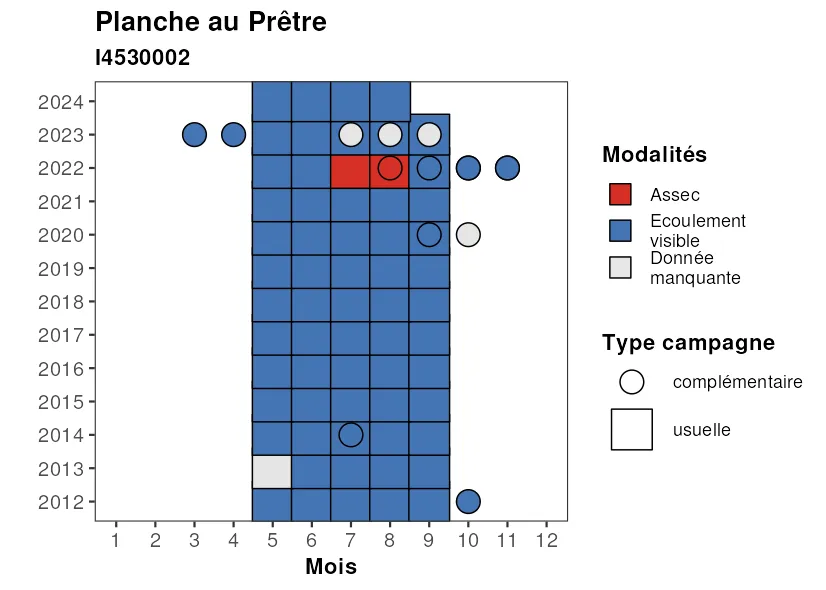 Planche au Prêtre
I4530002
2024
2023
2022
2021
2020
2019
2018
2017
2016
2015
2014
2013
2012
1 2 3 4 5 6 7 8 9 10 11 12
Mois
Modalités
Assec
Ecoulement
visible
Donnée
manquante
Type campagne
complémentaire
usuelle